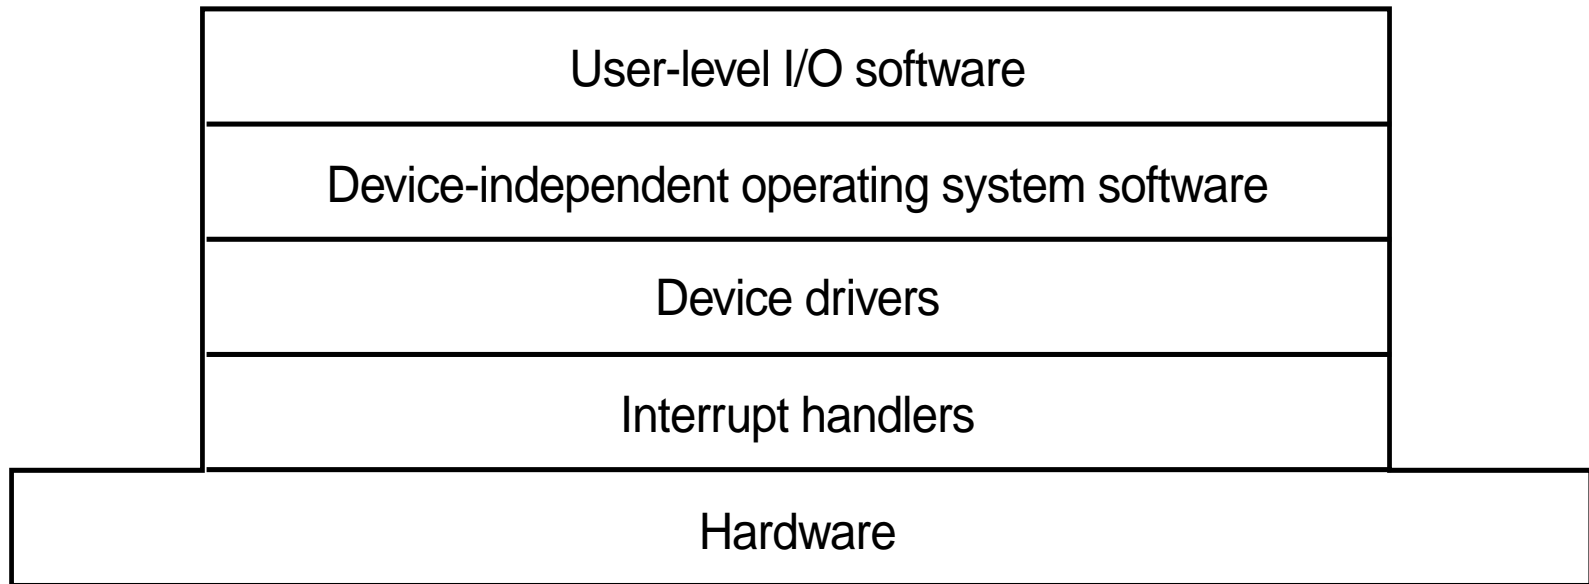 User-level I/O software
Device-independent operating system software
Device drivers
Interrupt handlers
Hardware